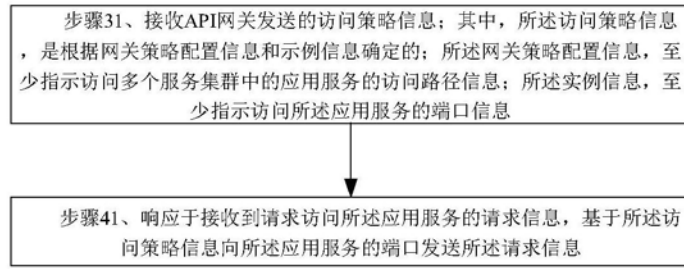 步骤31、接收API网关发送的访问策略信息；其中，所述访问策略信息
，是根据网关策略配置信息和示例信息确定的；所述网关策略配置信息，至
少指示访问多个服务集群中的应用服务的访问路径信息；所述实例信息，至
少指示访问所述应用服务的端口信息
步骤41、响应于接收到请求访问所述应用服务的请求信息，基于所述访
问策略信息向所述应用服务的端口发送所述请求信息